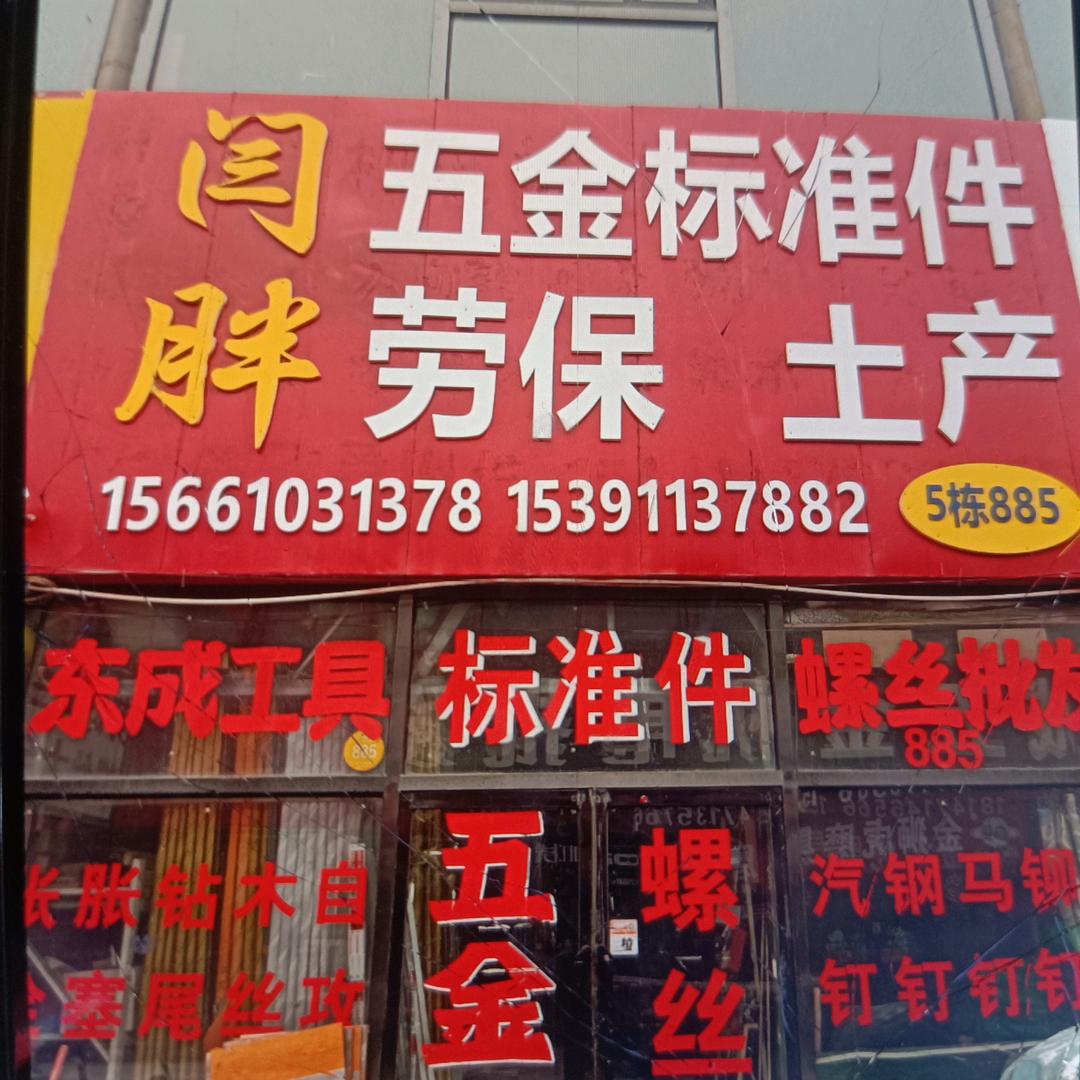 闫胖
五金标准件
劳保 土产
15661031378 15391137882
5栋885
东成工具
885
标准件
螺丝批发
885
胀胀钻木自
塞尾丝攻
五金
螺丝
汽钢马铆
钉钉钉钉